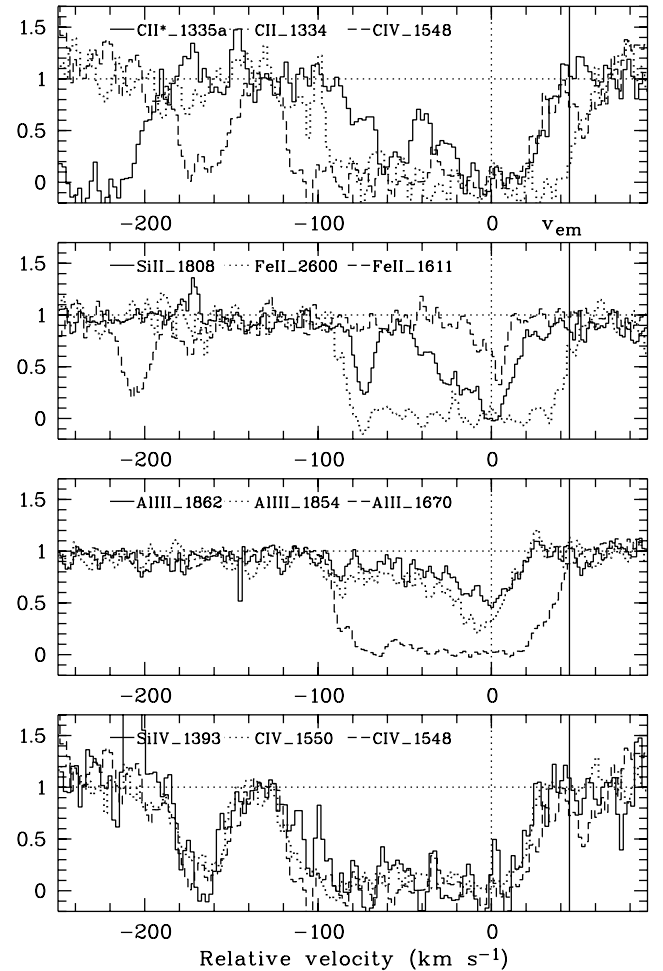 CII*_1335a CII_1334 CIV_1548
1.5
1
0.5
0
−200 −100 0 v_em
SiII_1808 FeII_2600 FeII_1611
1.5
1
0.5
0
−200 −100 0
AlIII_1862 AlIII_1854 AlII_1670
1.5
1
0.5
0
−200 −100 0
SiIV_1393 CIV_1550 CIV_1548
1.5
1
0.5
0
−200 −100 0
Relative velocity (km s⁻¹)